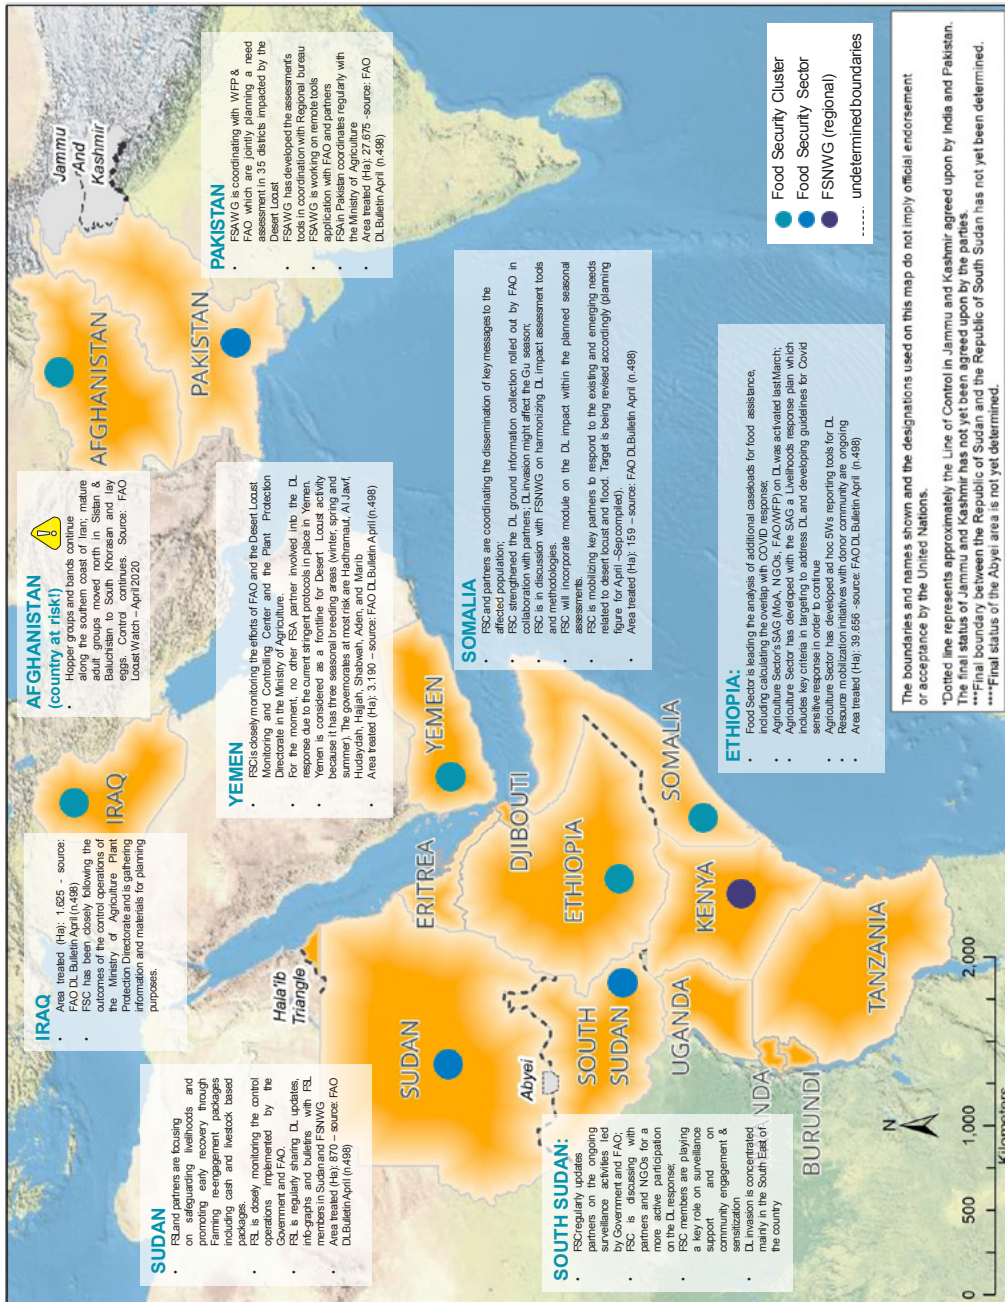 SUDAN
• FSL and partners are focusing
on safeguarding livelihoods and
promoting early recovery through
Farming re-engagement packages
including cash and livestock based
packages.
• FSL is closely monitoring the control
operations implemented by the
Government and FAO.
• FSL is regularly sharing DL updates,
info-graphs and bulletins with FSL
members in Sudan and FSNWG
• Area treated (Ha): 870 – source: FAO
DL Bulletin April (n.498)
IRAQ
• Area treated (Ha): 1.625 - source:
FAO DL Bulletin April (n.498)
• FSC has been closely following the
outcomes of the control operations of
the Ministry of Agriculture Plant
Protection Directorate and is gathering
information and materials for planning
purposes.
AFGHANISTAN
(country at risk!)
• Hopper groups and bands continue
along the southern coast of Iran; mature
adult groups moved north in Sistan &
Baluchistan to South Khorasan and lay
eggs. Control continues. Source: FAO
Locust Watch – April 2020
PAKISTAN
• FSAWG is coordinating with WFP &
FAO which are jointly planning a need
assessment in 35 districts impacted by the
Desert Locust
• FSAWG has developed the assessment's
tools in coordination with Regional bureau
• FSAWG is working on remote tools
application with FAO and partners
• FSA in Pakistan coordinates regularly with
the Ministry of Agriculture
• Area treated (Ha): 27.675 -source: FAO
DL Bulletin April (n.498)
YEMEN
• FSC is closely monitoring the efforts of FAO and the Desert Locust
Monitoring and Controlling Center and the Plant Protection
Directorate in the Ministry of Agriculture.
• For the moment, no other FSA partner involved into the DL
response due to the current stringent protocols in place in Yemen.
• Yemen is considered as a frontline for Desert Locust activity
because it has three seasonal breeding areas (winter, spring and
summer). The governorates at most risk are Hadhramaut, Al Jawf,
Hudaydah, Hajjah, Shabwah, Aden, and Marib
• Area treated (Ha): 3.190 – source: FAO DL Bulletin April (n.498)
SOMALIA
• FSC and partners are coordinating the dissemination of key messages to the
affected population;
• FSC strengthened the DL ground information collection rolled out by FAO in
collaboration with partners; DL invasion might affect the Gu season;
• FSC is in discussion with FSNWG on harmonizing DL impact assessment tools
and methodologies.
• FSC will incorporate module on the DL impact within the planned seasonal
assessments.
• FSC is mobilizing key partners to respond to the existing and emerging needs
related to desert locust and flood. Target is being revised accordingly (planning
figure for April –Sep compiled).
• Area treated (Ha): 159 – source: FAO DL Bulletin April (n.498)
SOUTH SUDAN:
• FSC regularly updates
partners on the ongoing
surveillance activities led
by Government and FAO;
• FSC is discussing with
partners and NGOs for a
more active participation
on the DL response;
• FSC members are playing
a key role on surveillance
support and on
community engagement &
sensitization
• DL invasion is concentrated
mainly in the South East of
the country
ETHIOPIA:
• Food Sector is leading the analysis of additional caseloads for food assistance,
including calculating the overlap with COVID response;
• Agriculture Sector's SAG (MoA, NGOs, FAO/WFP) on DL was activated last March;
• Agriculture Sector has developed with the SAG a Livelihoods response plan which
includes key criteria in targeting to address DL and developing guidelines for Covid
sensitive response in order to continue
• Agriculture Sector has developed ad hoc 5Ws reporting tools for DL
• Resource mobilization initiatives with donor community are ongoing
• Area treated (Ha): 39.656 -source: FAO DL Bulletin April (n.498)
IRAQ
AFGHANISTAN
PAKISTAN
Jammu
And
Kashmir
Hala'ib
Triangle
SUDAN
ERITREA
YEMEN
DJIBOUTI
Abyei
SOUTH
SUDAN
ETHIOPIA
SOMALIA
UGANDA
KENYA
NDA
BURUNDI
TANZANIA
N
0 500 1,000 2,000
Kilometers
Food Security Cluster
Food Security Sector
FSNWG (regional)
undetermined boundaries
The boundaries and names shown and the designations used on this map do not imply official endorsement
or acceptance by the United Nations.
*Dotted line represents approximately the Line of Control in Jammu and Kashmir agreed upon by India and Pakistan.
The final status of Jammu and Kashmir has not yet been agreed upon by the parties.
***Final boundary between the Republic of Sudan and the Republic of South Sudan has not yet been determined.
****Final status of the Abyei area is not yet determined.